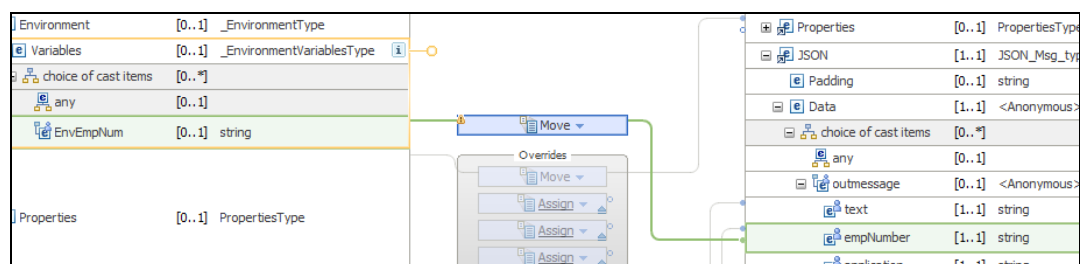 Environment [0..1] _EnvironmentType
Variables [0..1] _EnvironmentVariablesType
choice of cast items [0..*]
any [0..1]
EnvEmpNum [0..1] string
Properties [0..1] PropertiesType
Move
Overrides
Move
Assign
Assign
Assign
Properties [0..1] PropertiesType
JSON [1..1] JSON_Msg_typ
Padding [0..1] string
Data [1..1] <Anonymous>
choice of cast items [0..*]
any [0..1]
outmessage [0..1] <Anonymous>
text [1..1] string
empNumber [1..1] string